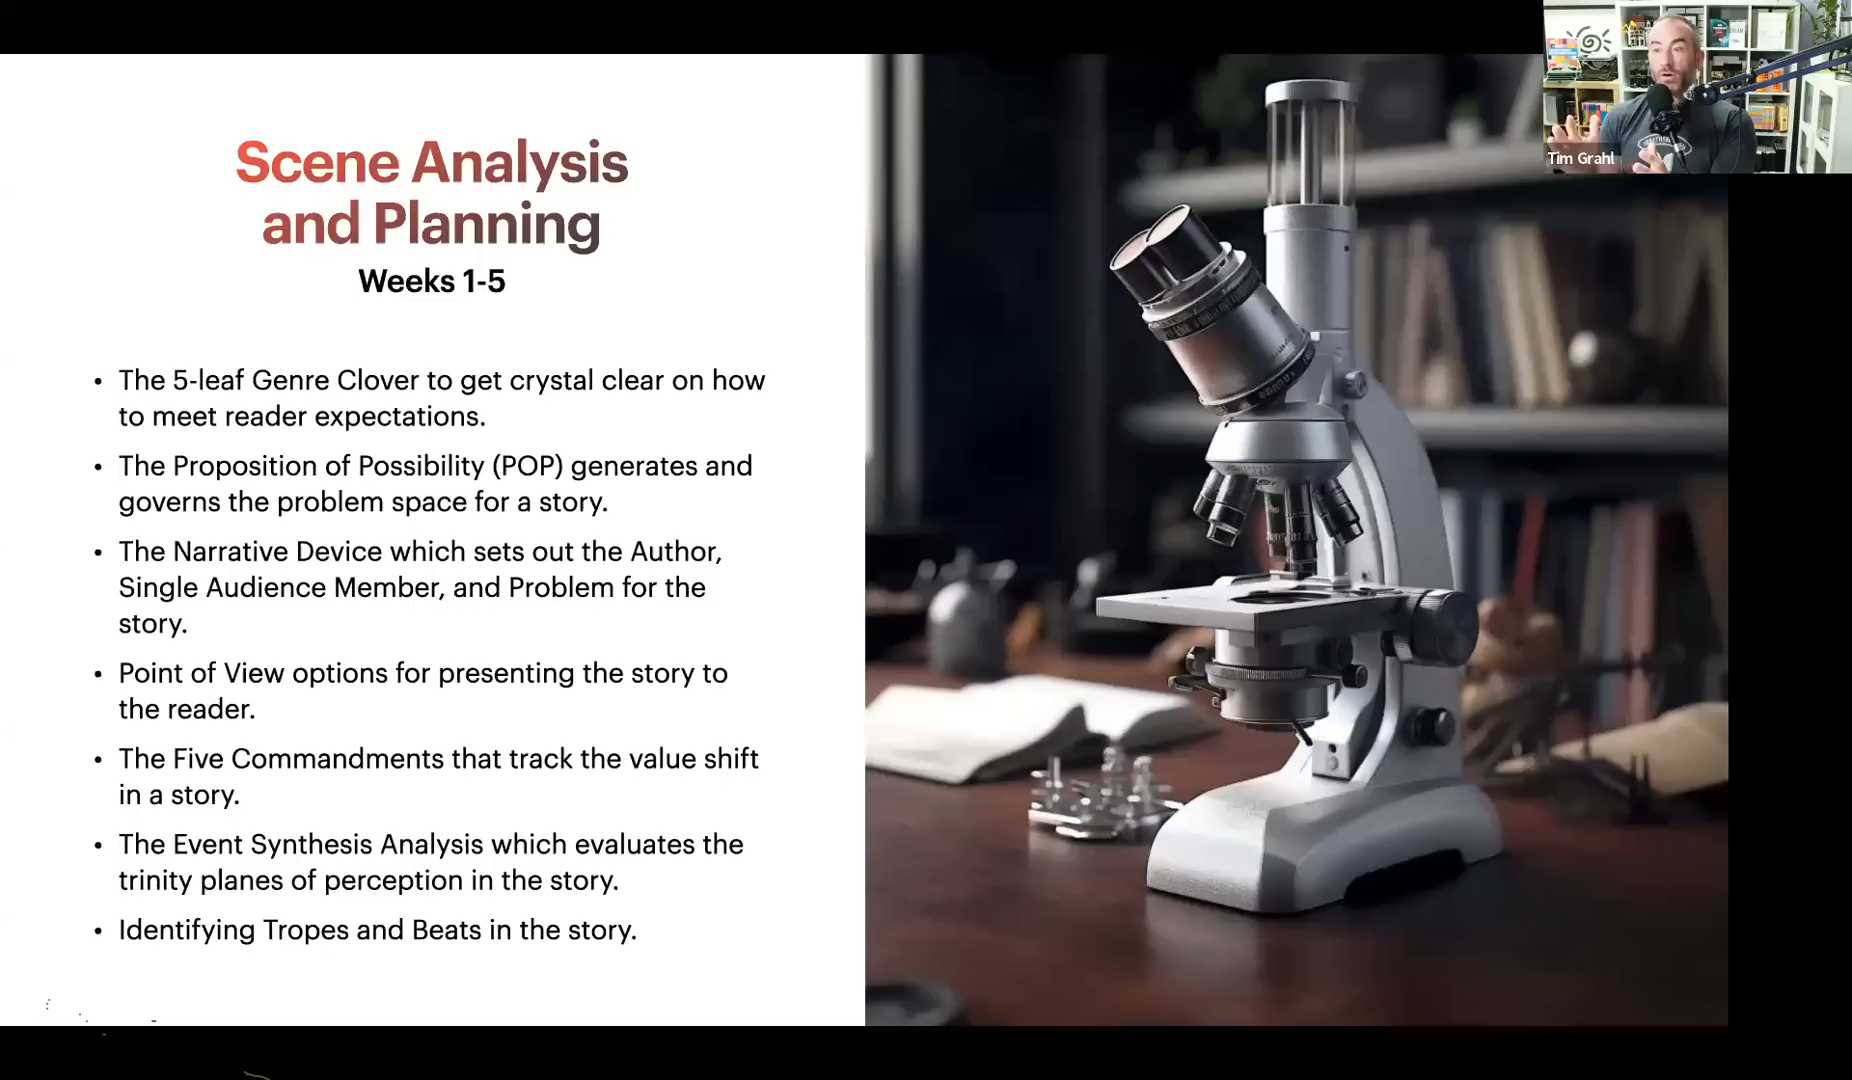 Scene Analysis
and Planning
Weeks 1-5
• The 5-leaf Genre Clover to get crystal clear on how
to meet reader expectations.
• The Proposition of Possibility (POP) generates and
governs the problem space for a story.
• The Narrative Device which sets out the Author,
Single Audience Member, and Problem for the
story.
• Point of View options for presenting the story to
the reader.
• The Five Commandments that track the value shift
in a story.
• The Event Synthesis Analysis which evaluates the
trinity planes of perception in the story.
• Identifying Tropes and Beats in the story.
Tim Grahl